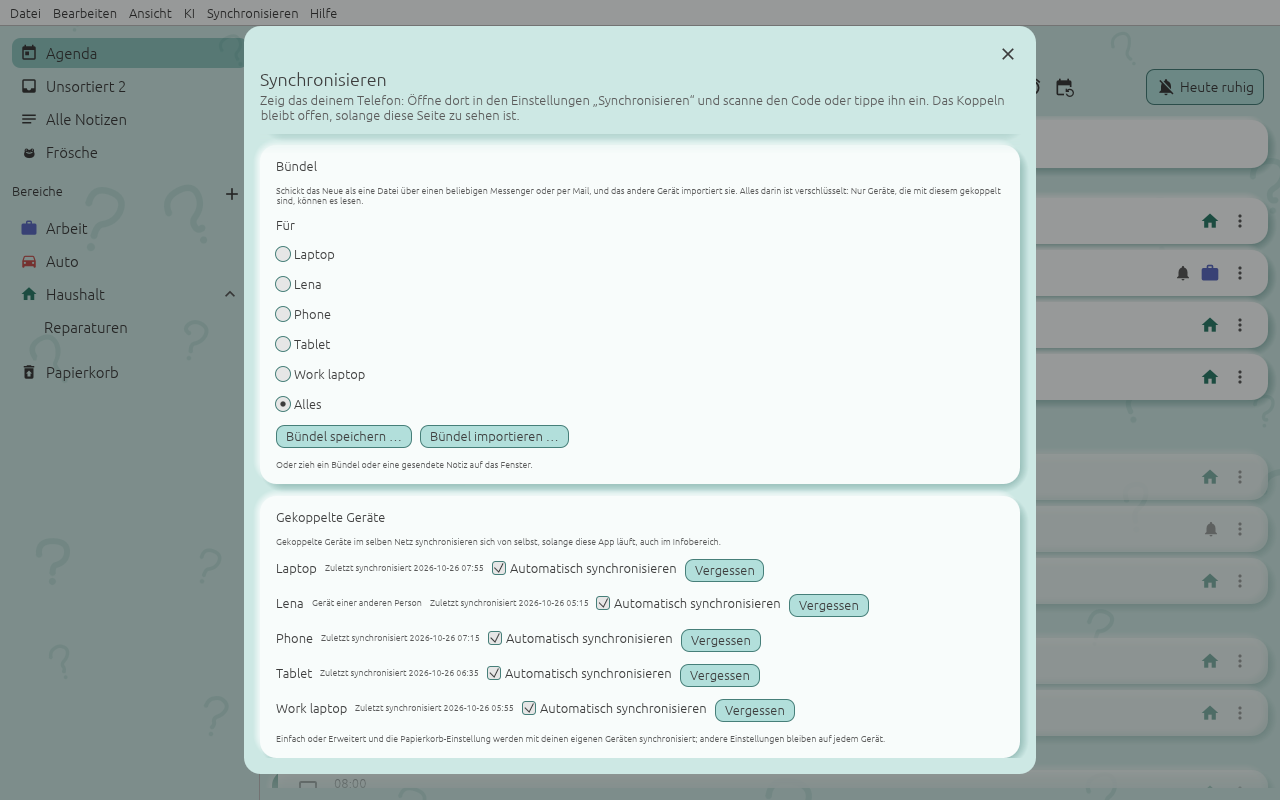 Datei Bearbeiten Ansicht KI Synchronisieren Hilfe
Agenda
Unsortiert 2
Alle Notizen
Frösche
Bereiche
Arbeit
Auto
Haushalt
Reparaturen
Papierkorb
Heute ruhig
Synchronisieren
Zeig das deinem Telefon: Öffne dort in den Einstellungen „Synchronisieren“ und scanne den Code oder tippe ihn ein. Das Koppeln
bleibt offen, solange diese Seite zu sehen ist.
Bündel
Schickt das Neue als eine Datei über einen beliebigen Messenger oder per Mail, und das andere Gerät importiert sie. Alles darin ist verschlüsselt: Nur Geräte, die mit diesem gekoppelt
sind, können es lesen.
Für
Laptop
Lena
Phone
Tablet
Work laptop
Alles
Bündel speichern … Bündel importieren …
Oder zieh ein Bündel oder eine gesendete Notiz auf das Fenster.
Gekoppelte Geräte
Gekoppelte Geräte im selben Netz synchronisieren sich von selbst, solange diese App läuft, auch im Infobereich.
Laptop Zuletzt synchronisiert 2026-10-26 07:55 Automatisch synchronisieren Vergessen
Lena Gerät einer anderen Person Zuletzt synchronisiert 2026-10-26 05:15 Automatisch synchronisieren Vergessen
Phone Zuletzt synchronisiert 2026-10-26 07:15 Automatisch synchronisieren Vergessen
Tablet Zuletzt synchronisiert 2026-10-26 06:35 Automatisch synchronisieren Vergessen
Work laptop Zuletzt synchronisiert 2026-10-26 05:55 Automatisch synchronisieren Vergessen
Einfach oder Erweitert und die Papierkorb-Einstellung werden mit deinen eigenen Geräten synchronisiert; andere Einstellungen bleiben auf jedem Gerät.
08:00